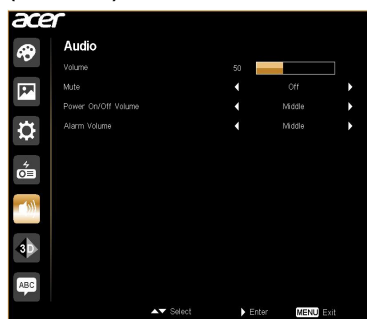 acer
Audio
Volume 50
Mute Off
Power On/Off Volume Middle
Alarm Volume Middle
3D
ABC
Select Enter MENU Exit